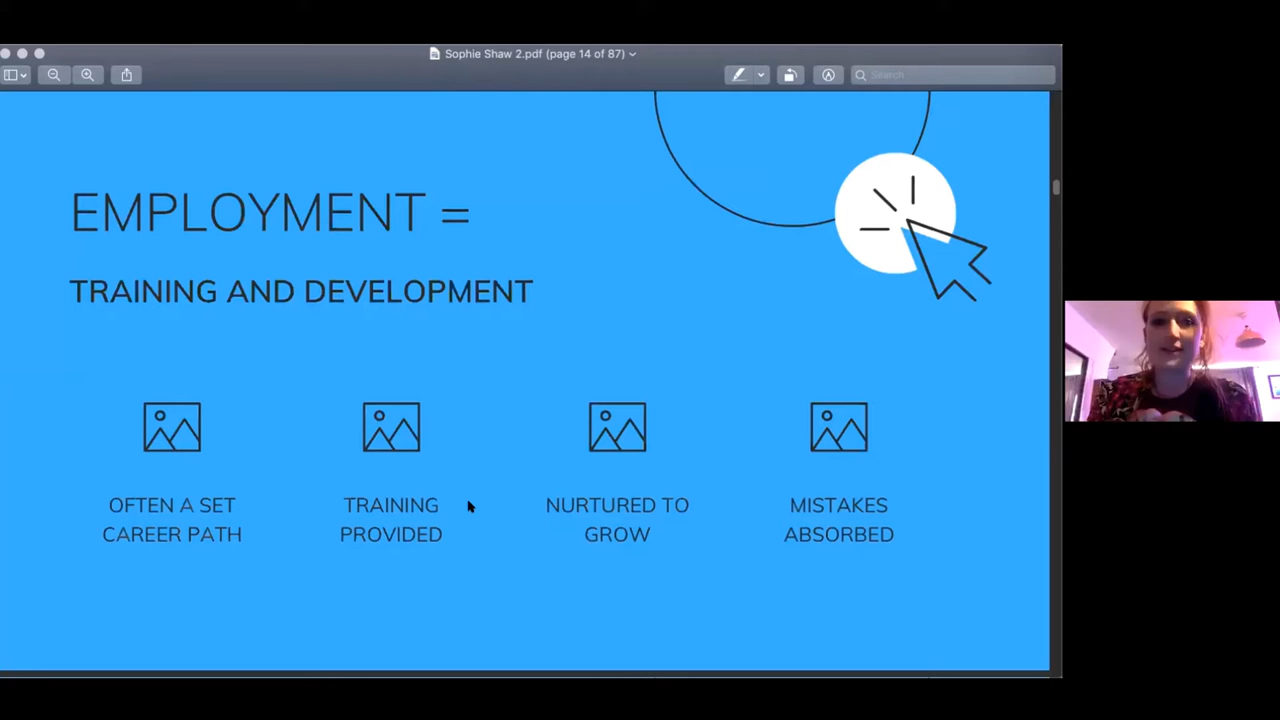 Sophie Shaw 2.pdf (page 14 of 87)
Search
EMPLOYMENT =
TRAINING AND DEVELOPMENT
OFTEN A SET
CAREER PATH
TRAINING
PROVIDED
NURTURED TO
GROW
MISTAKES
ABSORBED